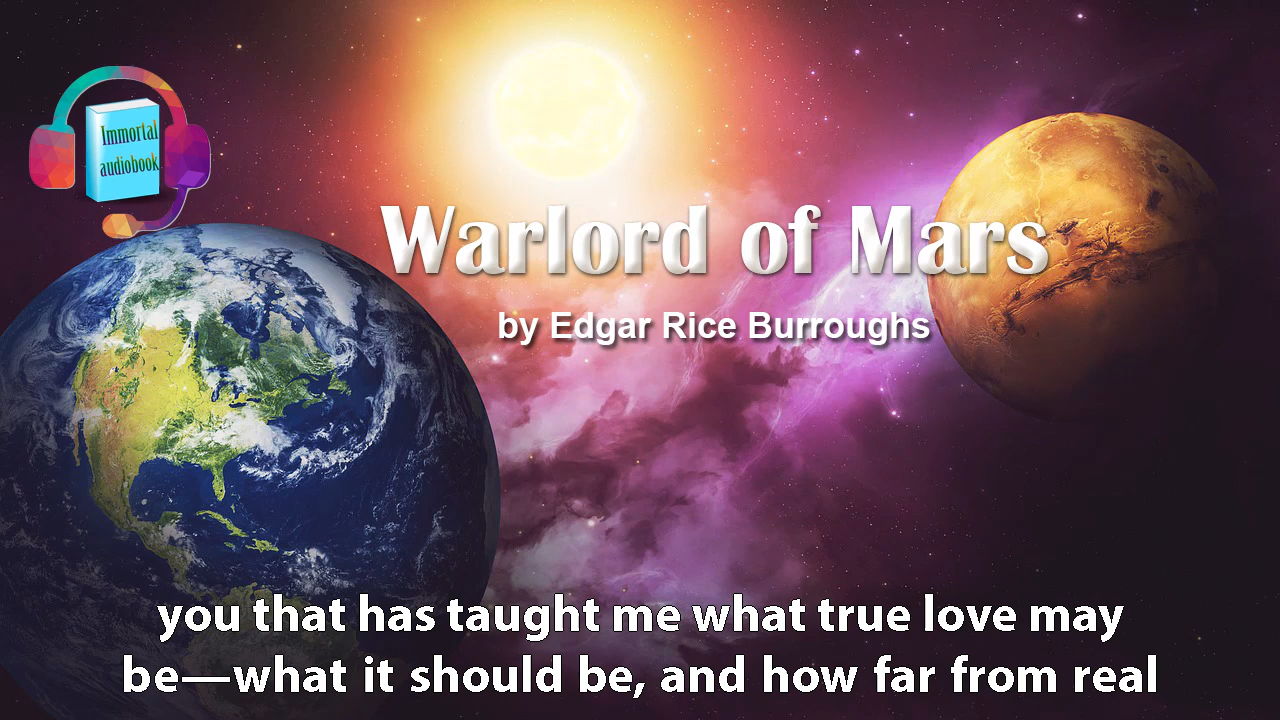 Immortal
audiobook
Warlord of Mars
by Edgar Rice Burroughs
you that has taught me what true love may
be—what it should be, and how far from real